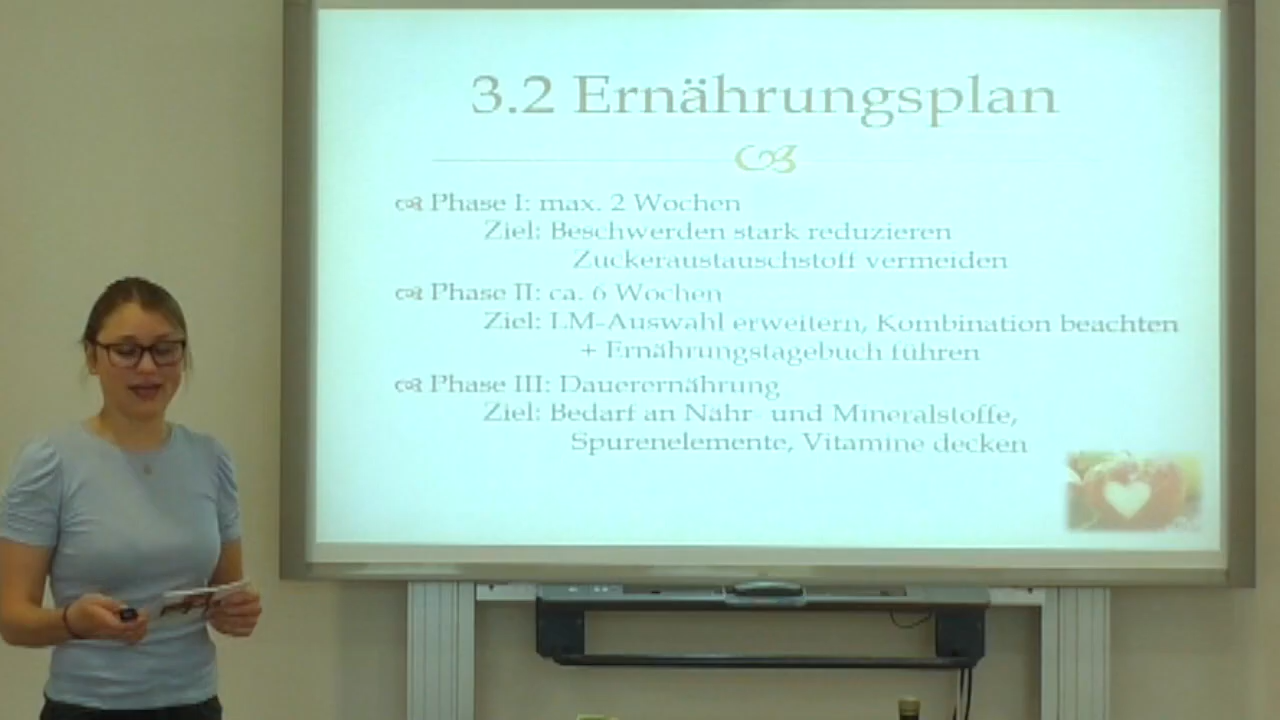 3.2 Ernährungsplan
Phase I: max. 2 Wochen
Ziel: Beschwerden stark reduzieren
Zuckeraustauschstoff vermeiden
Phase II: ca. 6 Wochen
Ziel: LM-Auswahl erweitern, Kombination beachten
+ Ernährungstagebuch führen
Phase III: Dauerernährung
Ziel: Bedarf an Nähr- und Mineralstoffe,
Spurenelemente, Vitamine decken